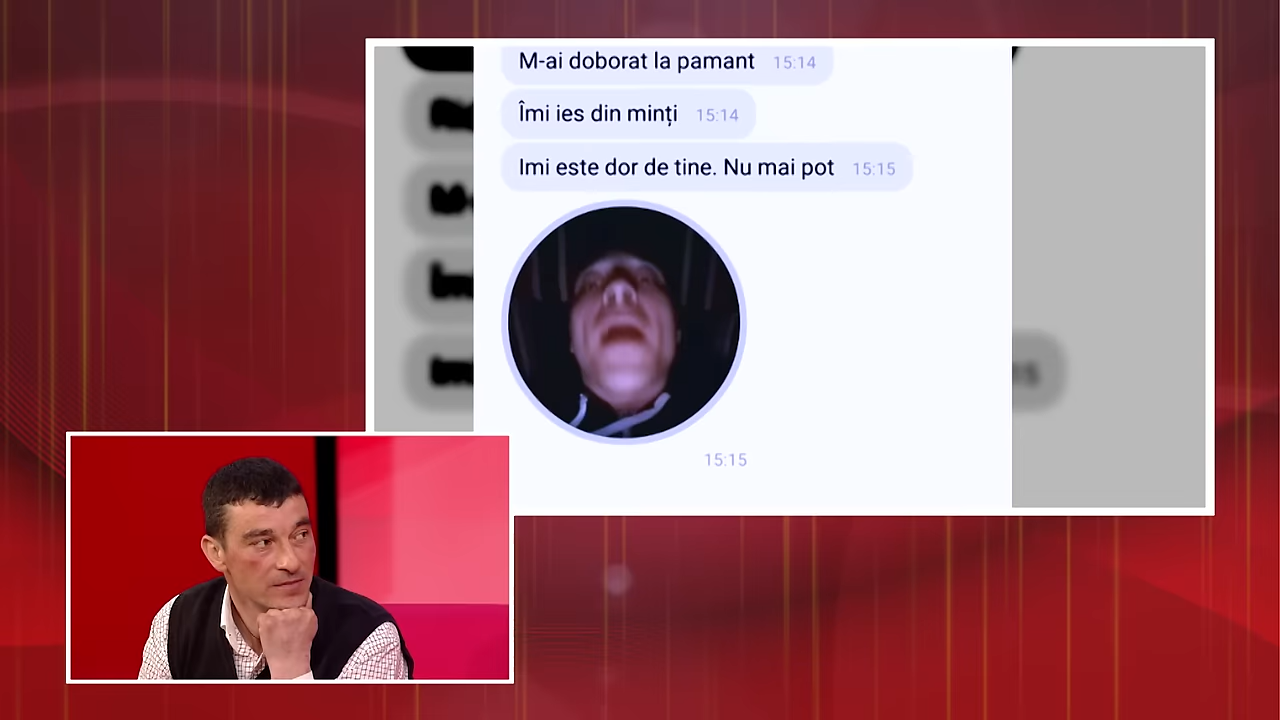 M-ai doborat la pamant 15:14
Îmi ies din minți 15:14
Imi este dor de tine. Nu mai pot 15:15
15:15